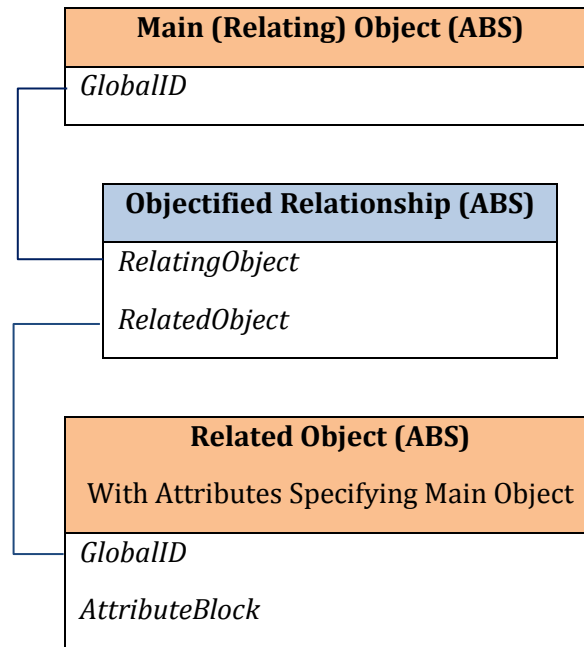 Main (Relating) Object (ABS)
GlobalID
Objectified Relationship (ABS)
RelatingObject
RelatedObject
Related Object (ABS)
With Attributes Specifying Main Object
GlobalID
AttributeBlock